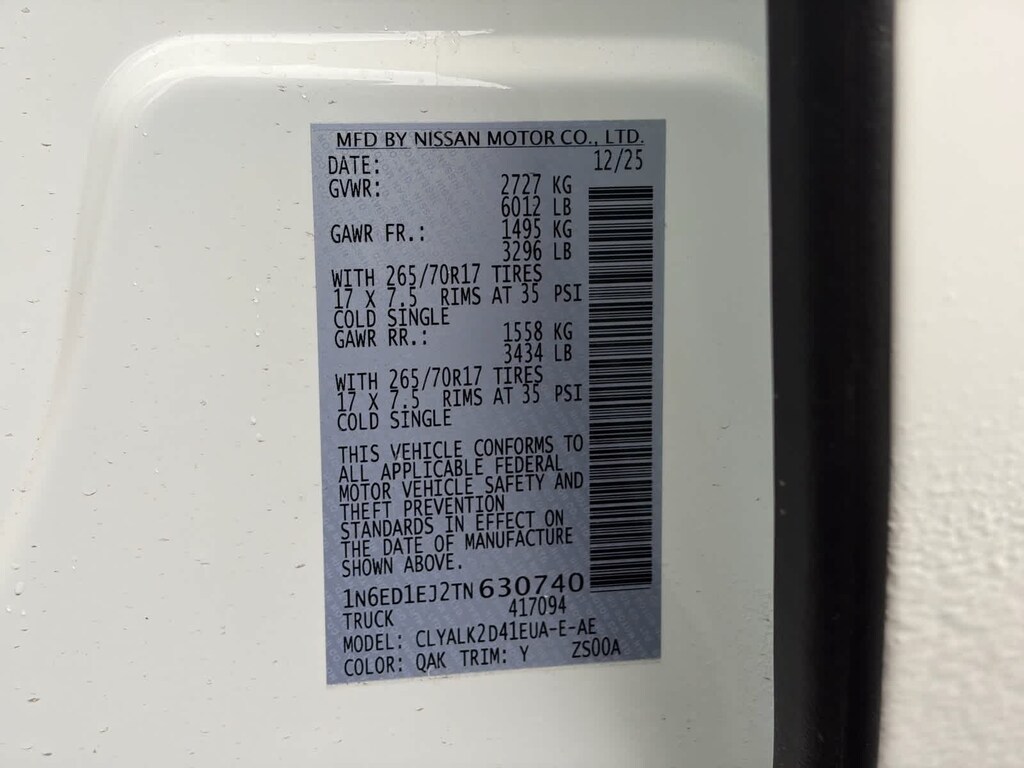 MFD BY NISSAN MOTOR CO., LTD.
DATE: 12/25
GVWR: 2727 KG
6012 LB
GAWR FR.: 1495 KG
3296 LB
WITH 265/70R17 TIRES
17 X 7.5 RIMS AT 35 PSI
COLD SINGLE
GAWR RR.: 1558 KG
3434 LB
WITH 265/70R17 TIRES
17 X 7.5 RIMS AT 35 PSI
COLD SINGLE
THIS VEHICLE CONFORMS TO
ALL APPLICABLE FEDERAL
MOTOR VEHICLE SAFETY AND
THEFT PREVENTION
STANDARDS IN EFFECT ON
THE DATE OF MANUFACTURE
SHOWN ABOVE.
1N6ED1EJ2TN630740
TRUCK 417094
MODEL: CLYALK2D41EUA-E-AE
COLOR: QAK TRIM: Y ZS00A